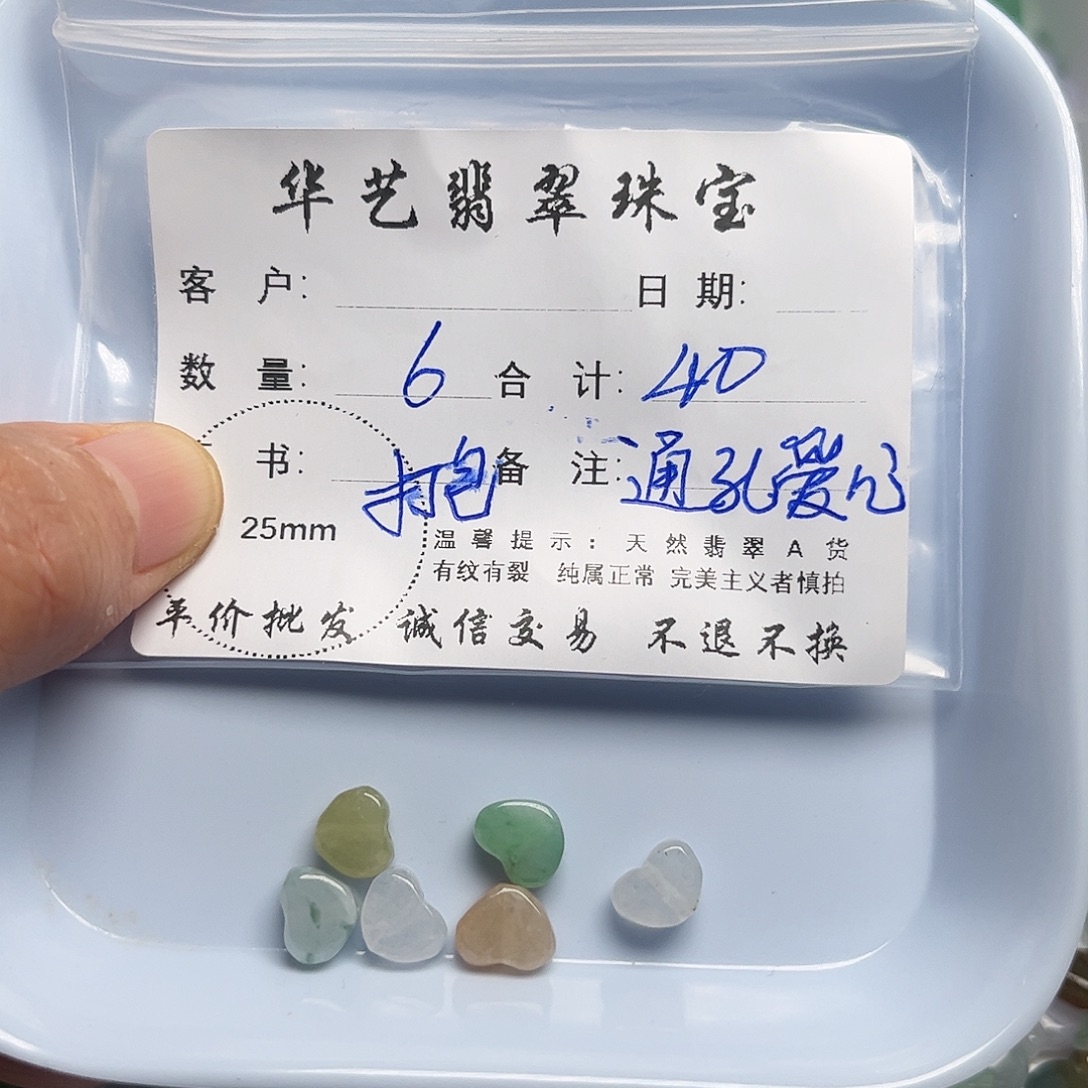 华艺翡翠珠宝
客 户: 日 期:
数 量: 6 合 计: 40
书: 打包 备 注: 通孔爱心
25mm
温馨提示:天然翡翠A货
有纹有裂 纯属正常 完美主义者慎拍
平价批发 诚信交易 不退不换